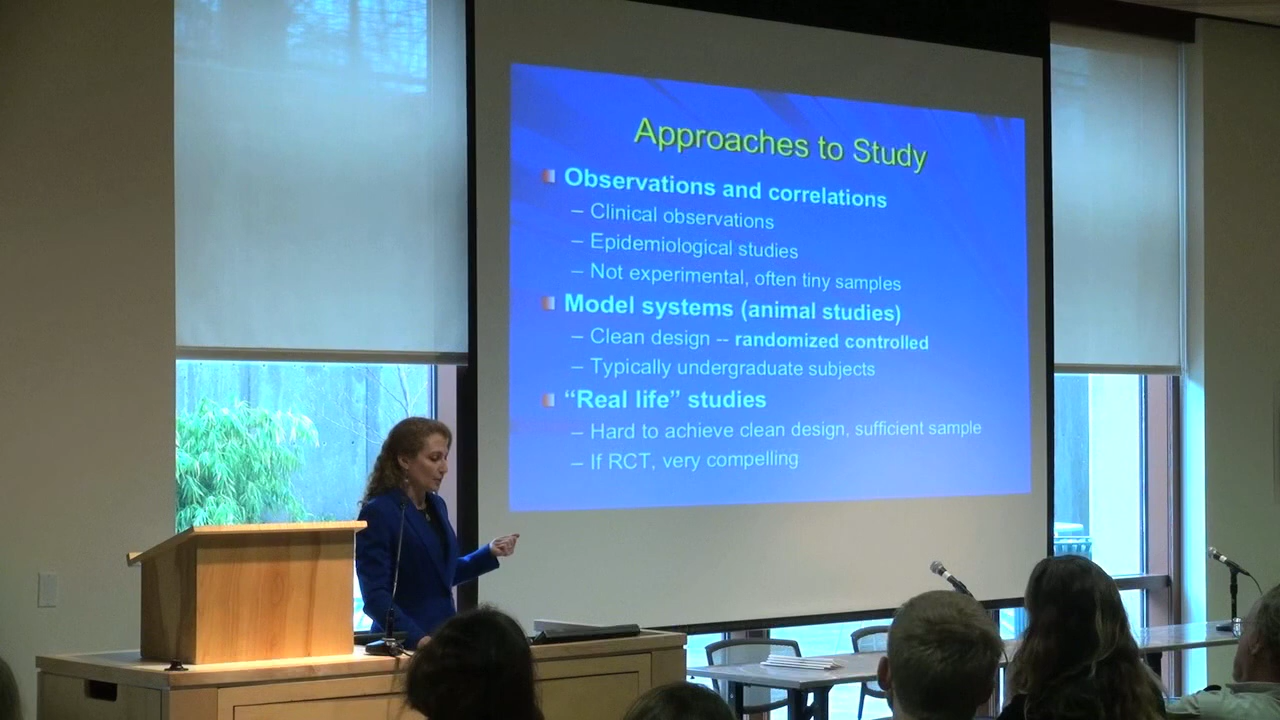 Approaches to Study
Observations and correlations
– Clinical observations
– Epidemiological studies
– Not experimental, often tiny samples
Model systems (animal studies)
– Clean design -- randomized controlled
– Typically undergraduate subjects
“Real life” studies
– Hard to achieve clean design, sufficient sample
– If RCT, very compelling